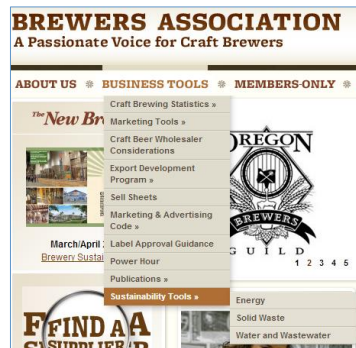 BREWERS ASSOCIATION
A Passionate Voice for Craft Brewers
ABOUT US BUSINESS TOOLS MEMBERS-ONLY
Craft Brewing Statistics »
Marketing Tools »
Craft Beer Wholesaler
Considerations
Export Development
Program »
Sell Sheets
Marketing & Advertising
Code »
Label Approval Guidance
Power Hour
Publications »
Sustainability Tools »
Energy
Solid Waste
Water and Wastewater
The New
March/April
Brewery
OREGON
BREWERS
GUILD
1 2 3 4 5
FIND A